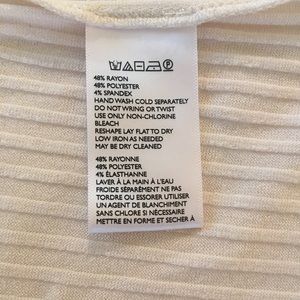 48% RAYON
48% POLYESTER
4% SPANDEX
HAND WASH COLD SEPARATELY
DO NOT WRING OR TWIST
USE ONLY NON-CHLORINE
BLEACH
RESHAPE LAY FLAT TO DRY
LOW IRON AS NEEDED
MAY BE DRY CLEANED
48% RAYONNE
48% POLYESTER
4% ÉLASTHANNE
LAVER À LA MAIN À L'EAU
FROIDE SÉPARÉMENT NE PAS
TORDRE OU ESSORER UTILISER
UN AGENT DE BLANCHIMENT
SANS CHLORE SI NÉCESSAIRE
METTRE EN FORME ET SECHER À